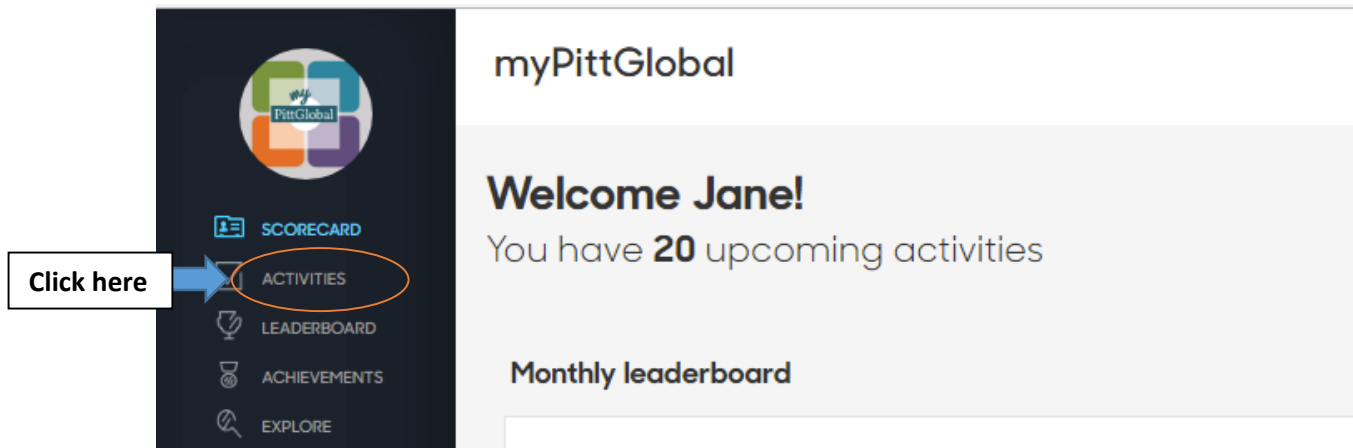 my
PittGlobal
myPittGlobal
Welcome Jane!
You have 20 upcoming activities
SCORECARD
Click here
ACTIVITIES
LEADERBOARD
ACHIEVEMENTS
EXPLORE
Monthly leaderboard